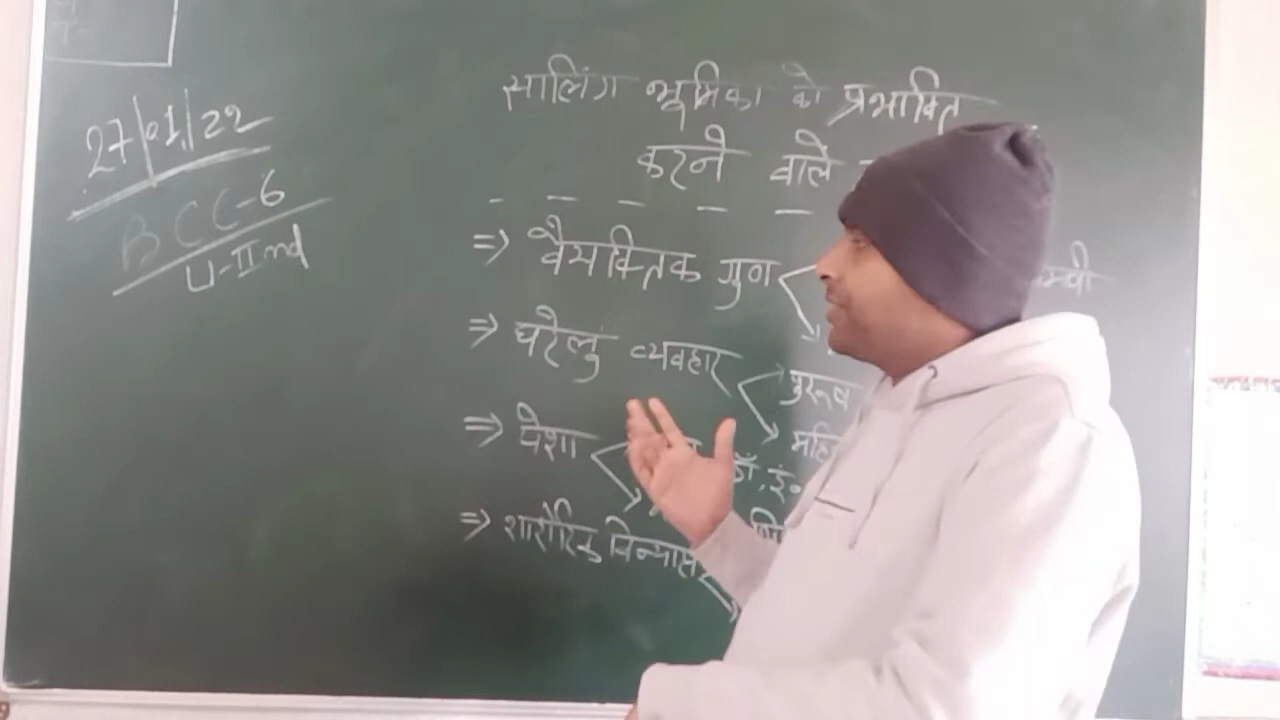 27/01/22
BCC-6
U-IInd
सालिंग भूमिका को प्रभावित
करने वाले
⇒ वैयक्तिक गुण
⇒ घरेलु व्यवहार
पुरूष
⇒ पेशा
डॉ, इं
⇒ शारीरिक विन्यास